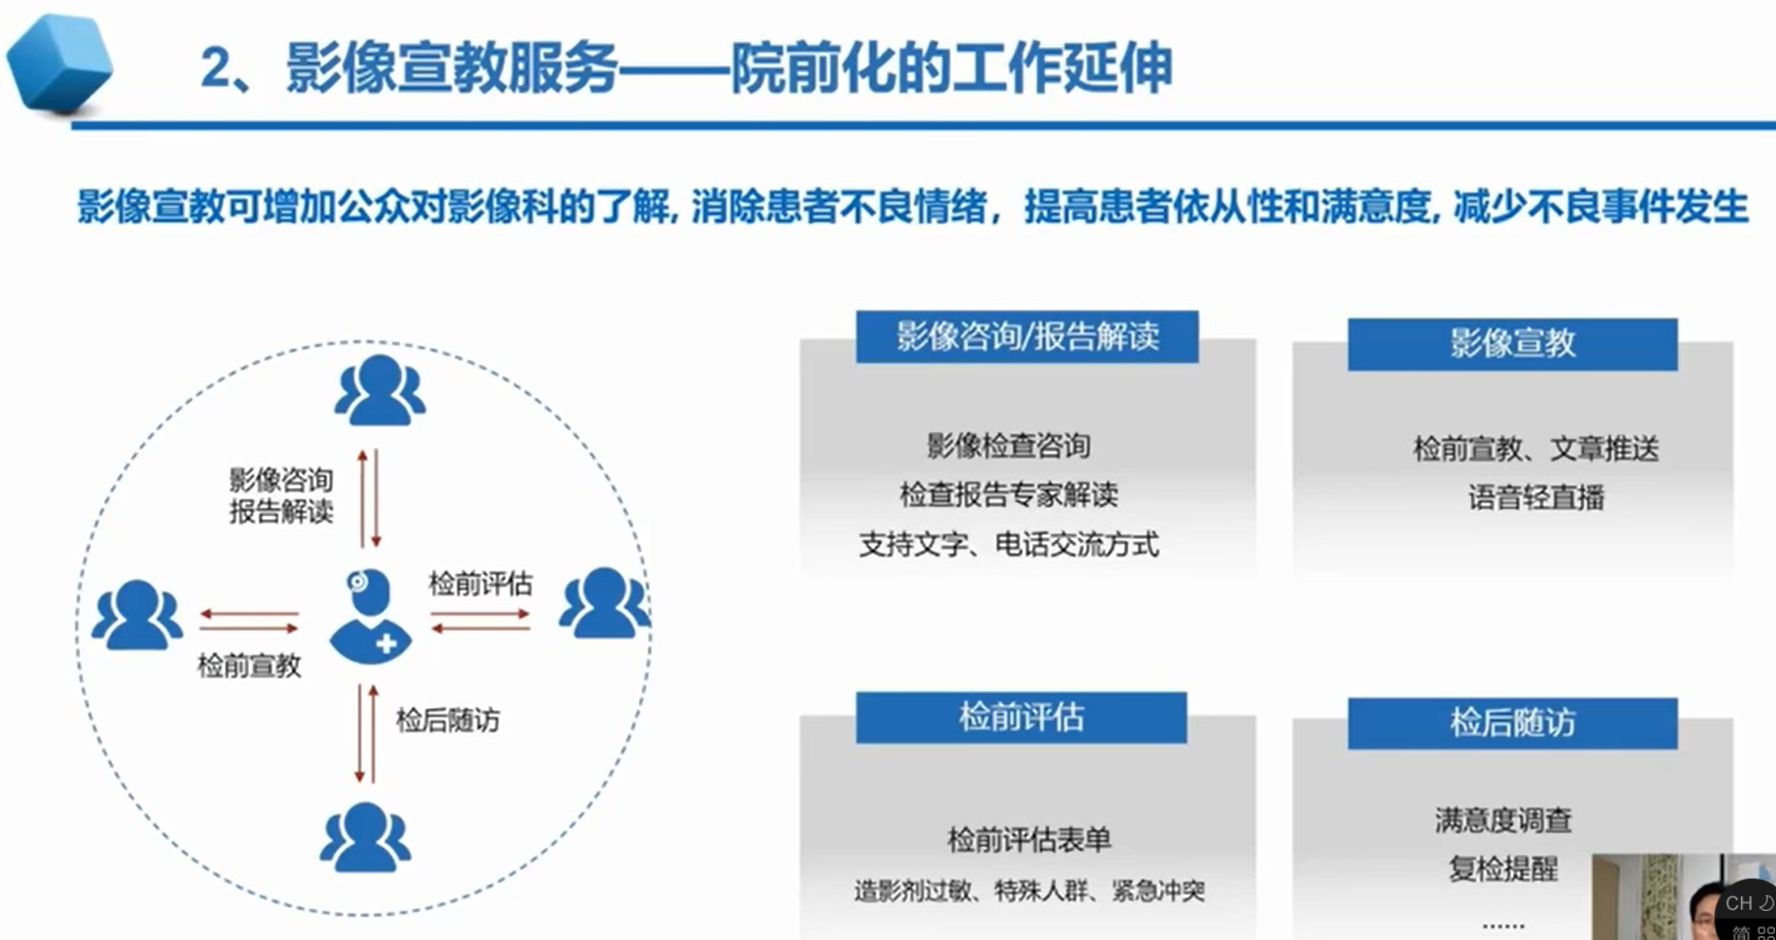 2、影像宣教服务——院前化的工作延伸
影像宣教可增加公众对影像科的了解, 消除患者不良情绪，提高患者依从性和满意度, 减少不良事件发生
影像咨询
报告解读
检前评估
检前宣教
检后随访
影像咨询/报告解读
影像检查咨询
检查报告专家解读
支持文字、电话交流方式
影像宣教
检前宣教、文章推送
语音轻直播
检前评估
检前评估表单
造影剂过敏、特殊人群、紧急冲突
检后随访
满意度调查
复检提醒
......
CH
简